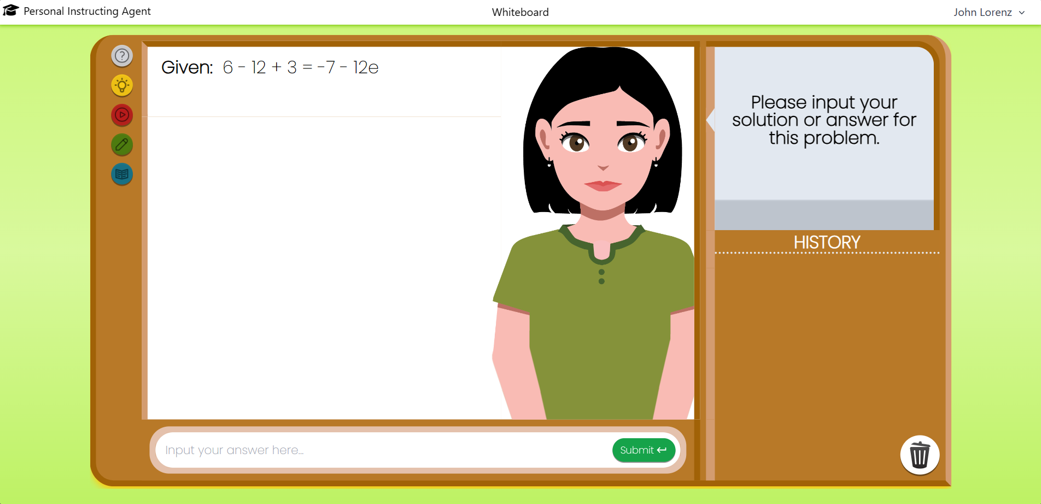 Personal Instructing Agent
Whiteboard
John Lorenz
Given: 6 - 12 + 3 = -7 - 12e
Please input your
solution or answer for
this problem.
HISTORY
Input your answer here...
Submit